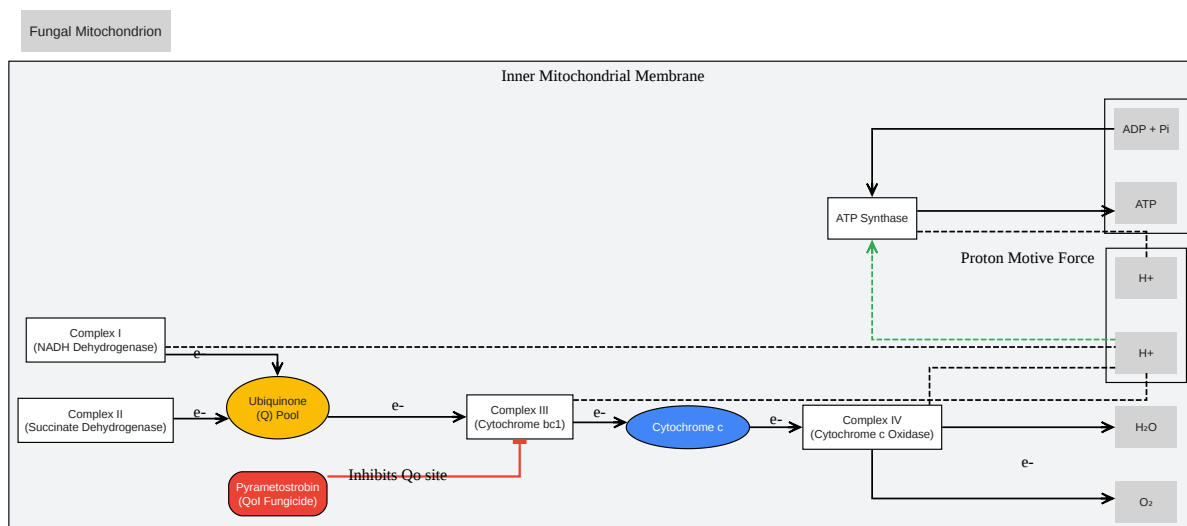 Fungal Mitochondrion
Inner Mitochondrial Membrane
ADP + Pi
ATP
ATP Synthase
Proton Motive Force
H+
H+
Complex I
(NADH Dehydrogenase)
e-
Ubiquinone
(Q) Pool
Complex II
(Succinate Dehydrogenase)
e-
e-
Complex III
(Cytochrome bc1)
e-
Cytochrome c
e-
Complex IV
(Cytochrome c Oxidase)
H₂O
e-
O₂
Inhibits Qo site
Pyrametostrobin
(QoI Fungicide)